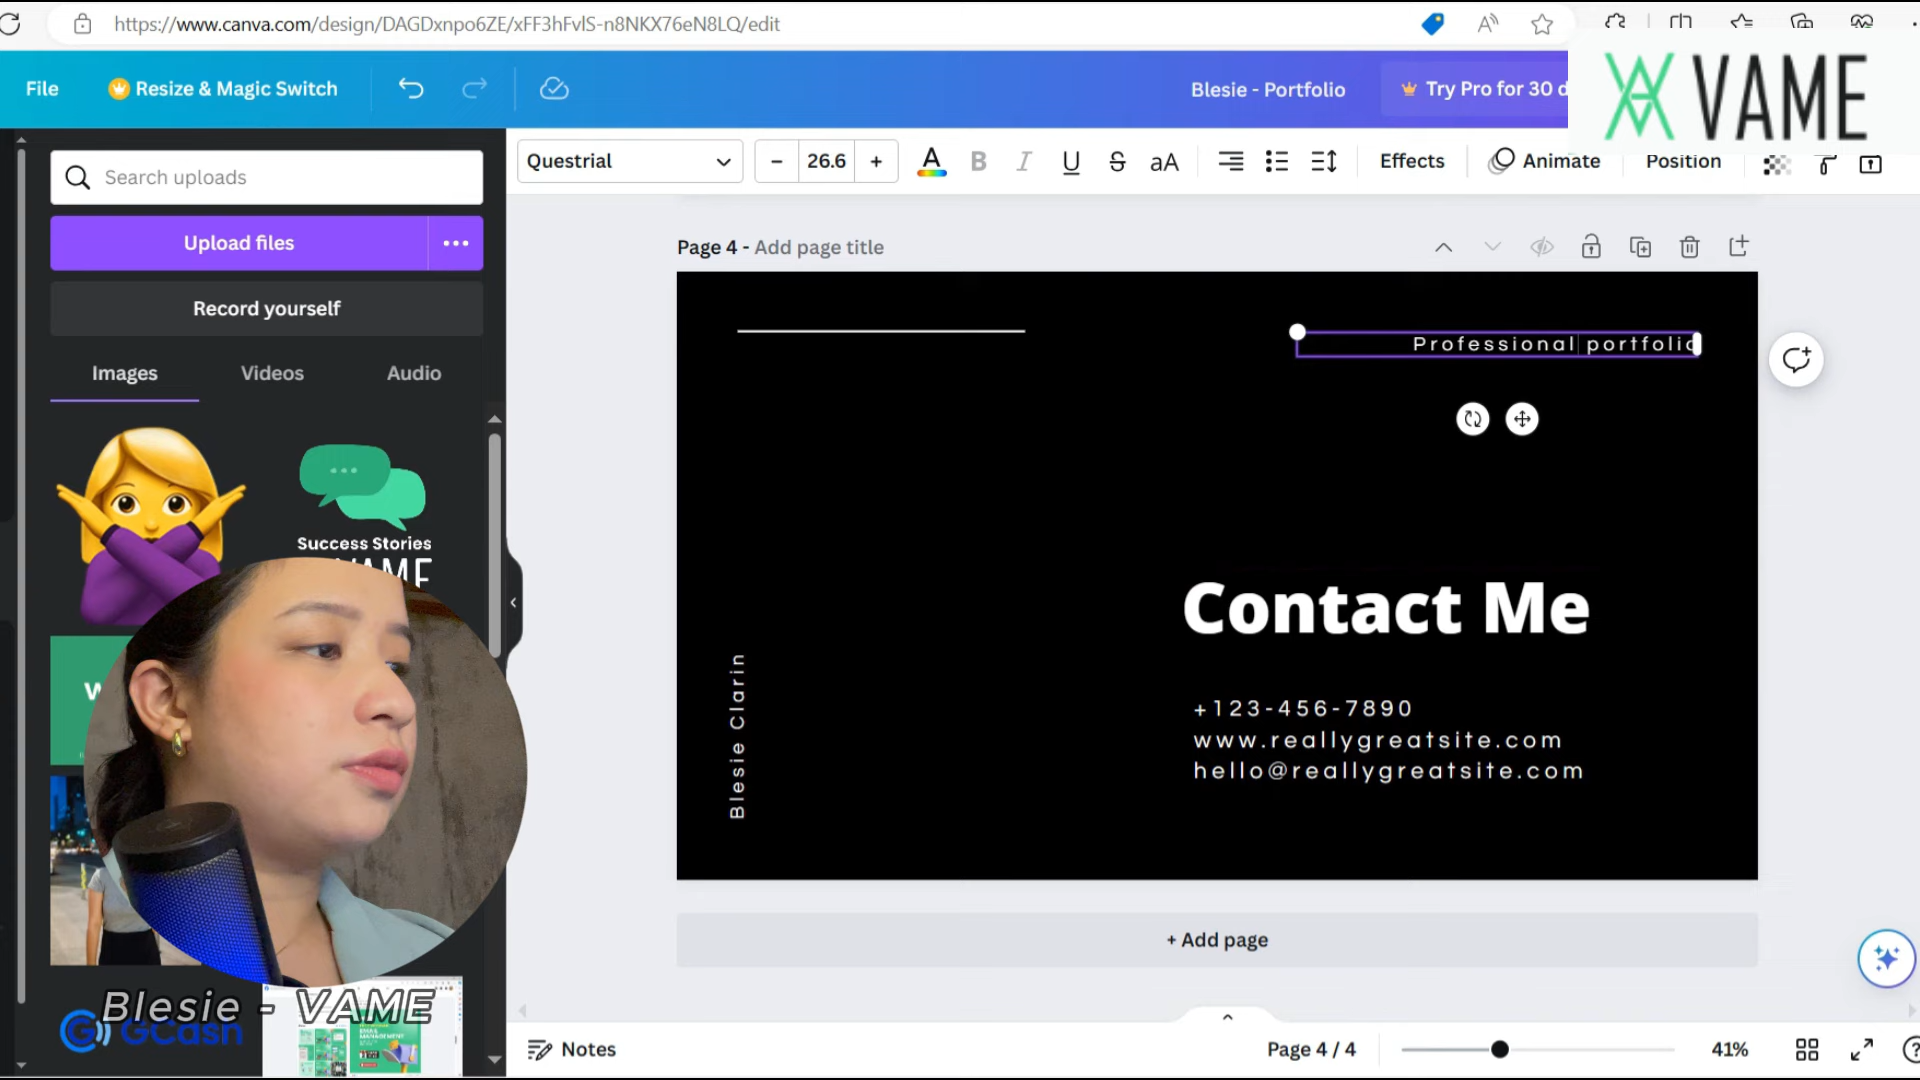 https://www.canva.com/design/DAGDxnpo6ZE/xFF3hFvlS-n8NKX76eN8LQ/edit
File
Resize & Magic Switch
Blesie - Portfolio
Try Pro for 30 d
VAME
Search uploads
Questrial
26.6
Effects
Animate
Position
Upload files
Record yourself
Images
Videos
Audio
Page 4 - Add page title
Professional portfolio
Success Stories
VAME
Contact Me
+123-456-7890
www.reallygreatsite.com
hello@reallygreatsite.com
Blesie Clarin
+ Add page
Blesie - VAME
GCash
Notes
Page 4 / 4
41%